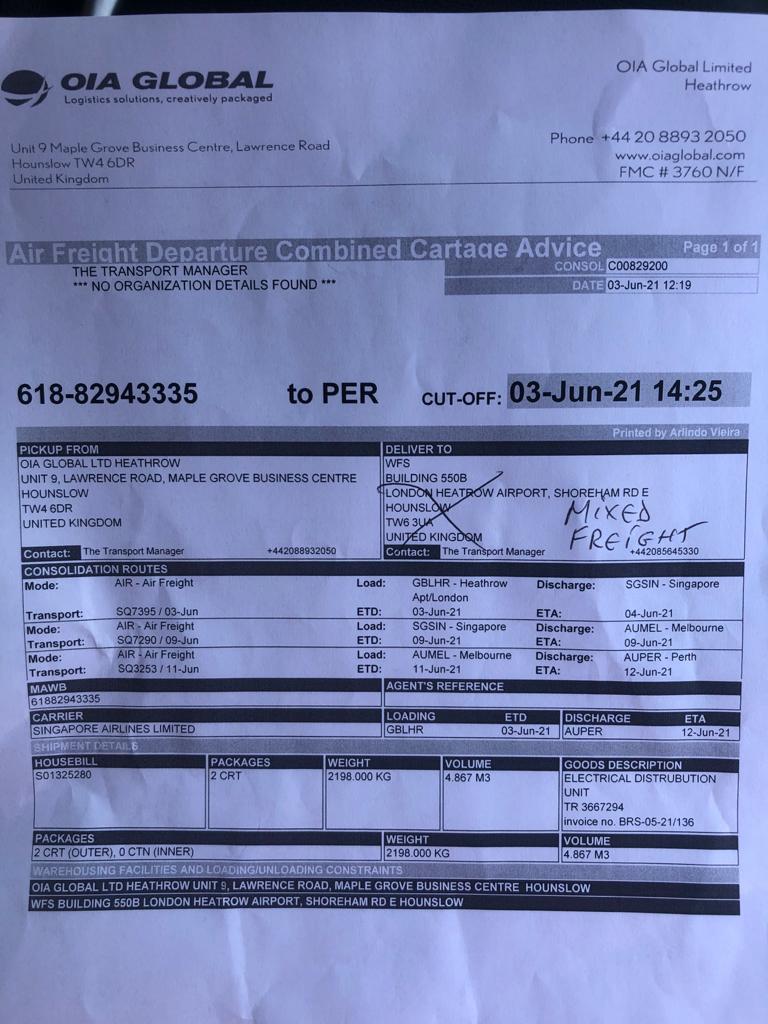 OIA GLOBAL
Logistics solutions, creatively packaged
OIA Global Limited
Heathrow
Unit 9 Maple Grove Business Centre, Lawrence Road
Hounslow TW4 6DR
United Kingdom
Phone +44 20 8893 2050
www.oiaglobal.com
FMC # 3760 N/F
Air Freight Departure Combined Cartage Advice Page 1 of 1
THE TRANSPORT MANAGER
*** NO ORGANIZATION DETAILS FOUND ***
CONSOL C00829200
DATE 03-Jun-21 12:19
618-82943335 to PER CUT-OFF: 03-Jun-21 14:25
Printed by Arlindo Vieira
PICKUP FROM
OIA GLOBAL LTD HEATHROW
UNIT 9, LAWRENCE ROAD, MAPLE GROVE BUSINESS CENTRE
HOUNSLOW
TW4 6DR
UNITED KINGDOM
Contact: The Transport Manager +442088932050
DELIVER TO
WFS
BUILDING 550B
LONDON HEATROW AIRPORT, SHOREHAM RD E
HOUNSLOW
TW6 3UA
UNITED KINGDOM
Contact: The Transport Manager +442085645330
MIXED
FREIGHT
CONSOLIDATION ROUTES
Mode: AIR - Air Freight Load: GBLHR - Heathrow Discharge: SGSIN - Singapore
Apt/London
Transport: SQ7395 / 03-Jun ETD: 03-Jun-21 ETA: 04-Jun-21
Mode: AIR - Air Freight Load: SGSIN - Singapore Discharge: AUMEL - Melbourne
Transport: SQ7290 / 09-Jun ETD: 09-Jun-21 ETA: 09-Jun-21
Mode: AIR - Air Freight Load: AUMEL - Melbourne Discharge: AUPER - Perth
Transport: SQ3253 / 11-Jun ETD: 11-Jun-21 ETA: 12-Jun-21
MAWB AGENT'S REFERENCE
61882943335
CARRIER LOADING ETD DISCHARGE ETA
SINGAPORE AIRLINES LIMITED GBLHR 03-Jun-21 AUPER 12-Jun-21
SHIPMENT DETAILS
HOUSEBILL PACKAGES WEIGHT VOLUME GOODS DESCRIPTION
S01325280 2 CRT 2198.000 KG 4.867 M3 ELECTRICAL DISTRUBUTION
UNIT
TR 3667294
invoice no. BRS-05-21/136
PACKAGES WEIGHT VOLUME
2 CRT (OUTER), 0 CTN (INNER) 2198.000 KG 4.867 M3
WAREHOUSING FACILITIES AND LOADING/UNLOADING CONSTRAINTS
OIA GLOBAL LTD HEATHROW UNIT 9, LAWRENCE ROAD, MAPLE GROVE BUSINESS CENTRE HOUNSLOW
WFS BUILDING 550B LONDON HEATROW AIRPORT, SHOREHAM RD E HOUNSLOW